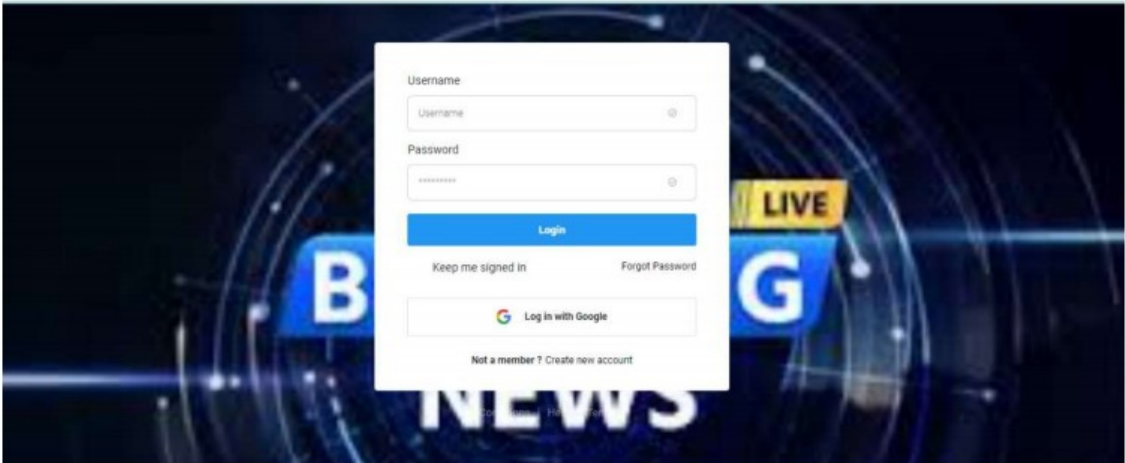 Username
Username
Password
*********
LIVE
Login
Keep me signed in Forgot Password
B G
Log in with Google
Not a member ? Create new account
NEWS